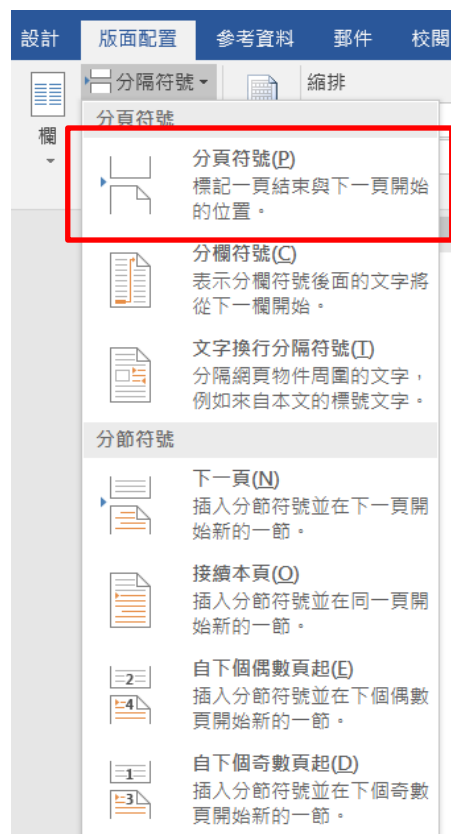 設計 版面配置 參考資料 郵件 校閱
分隔符號 縮排
欄
分頁符號
分頁符號(P)
標記一頁結束與下一頁開始
的位置。
分欄符號(C)
表示分欄符號後面的文字將
從下一欄開始。
文字換行分隔符號(T)
分隔網頁物件周圍的文字，
例如來自本文的標號文字。
分節符號
下一頁(N)
插入分節符號並在下一頁開
始新的一節。
接續本頁(O)
插入分節符號並在同一頁開
始新的一節。
自下個偶數頁起(E)
插入分節符號並在下個偶數
頁開始新的一節。
2
4
自下個奇數頁起(D)
插入分節符號並在下個奇數
頁開始新的一節。
1
3